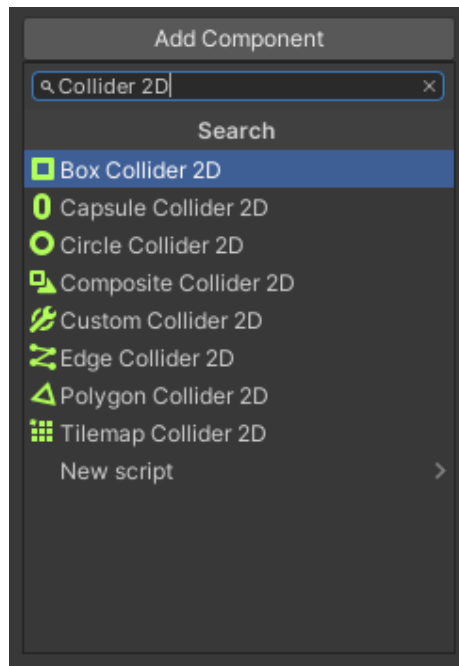 Add Component
Collider 2D
Search
Box Collider 2D
Capsule Collider 2D
Circle Collider 2D
Composite Collider 2D
Custom Collider 2D
Edge Collider 2D
Polygon Collider 2D
Tilemap Collider 2D
New script